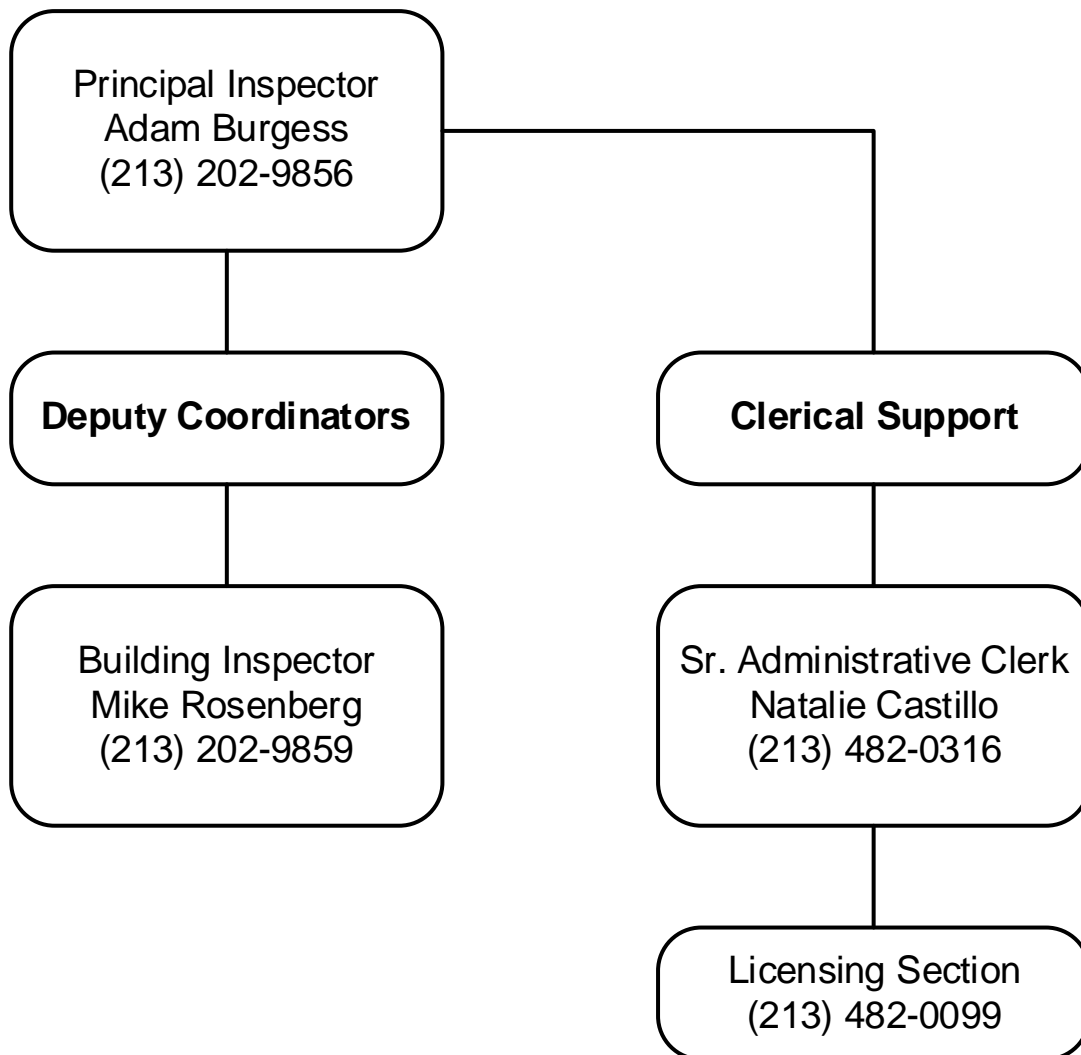 Principal Inspector
Adam Burgess
(213) 202-9856
Deputy Coordinators
Clerical Support
Building Inspector
Mike Rosenberg
(213) 202-9859
Sr. Administrative Clerk
Natalie Castillo
(213) 482-0316
Licensing Section
(213) 482-0099